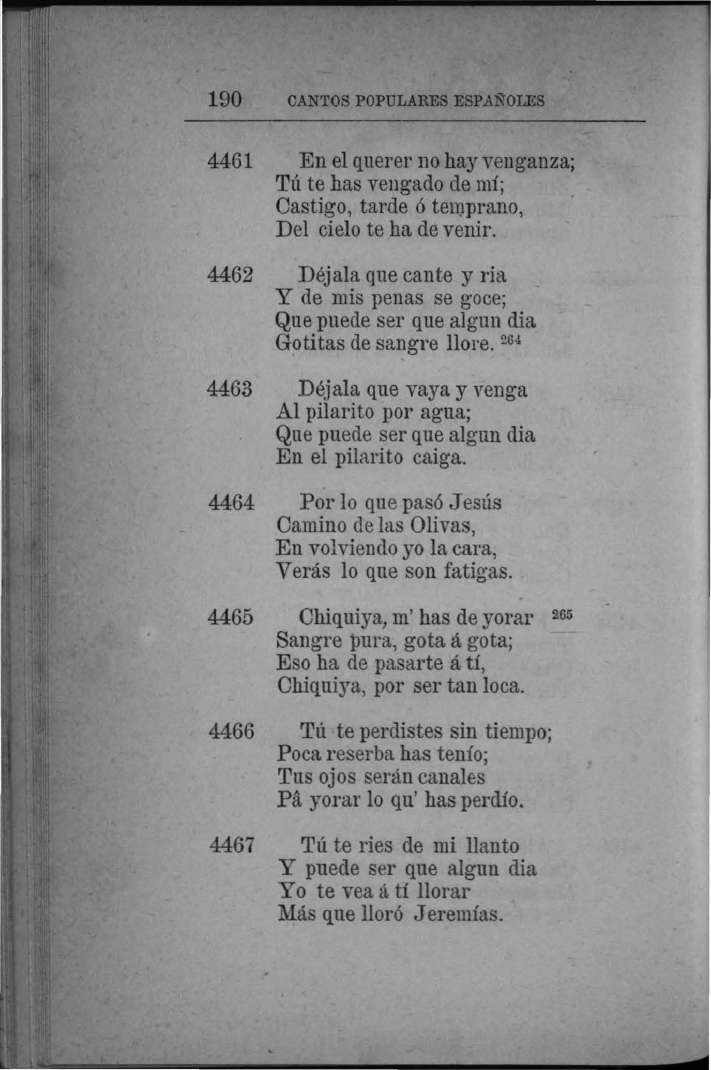 190 CANTOS POPULARES ESPAÑOLES
4461 En el querer no hay venganza;
Tú te has vengado de mí;
Castigo, tarde ó temprano,
Del cielo te ha de venir.
4462 Déjala que cante y ria
Y de mis penas se goce;
Que puede ser que algun dia
Gotitas de sangre llore. 264
4463 Déjala que vaya y venga
Al pilarito por agua;
Que puede ser que algun dia
En el pilarito caiga.
4464 Por lo que pasó Jesús
Camino de las Olivas,
En volviendo yo la cara,
Verás lo que son fatigas.
4465 Chiquiya, m' has de yorar 265
Sangre pura, gota á gota;
Eso ha de pasarte á tí,
Chiquiya, por ser tan loca.
4466 Tú te perdistes sin tiempo;
Poca reserba has tenío;
Tus ojos serán canales
Pâ yorar lo qu' has perdío.
4467 Tú te ries de mi llanto
Y puede ser que algun dia
Yo te vea á tí llorar
Más que lloró Jeremías.